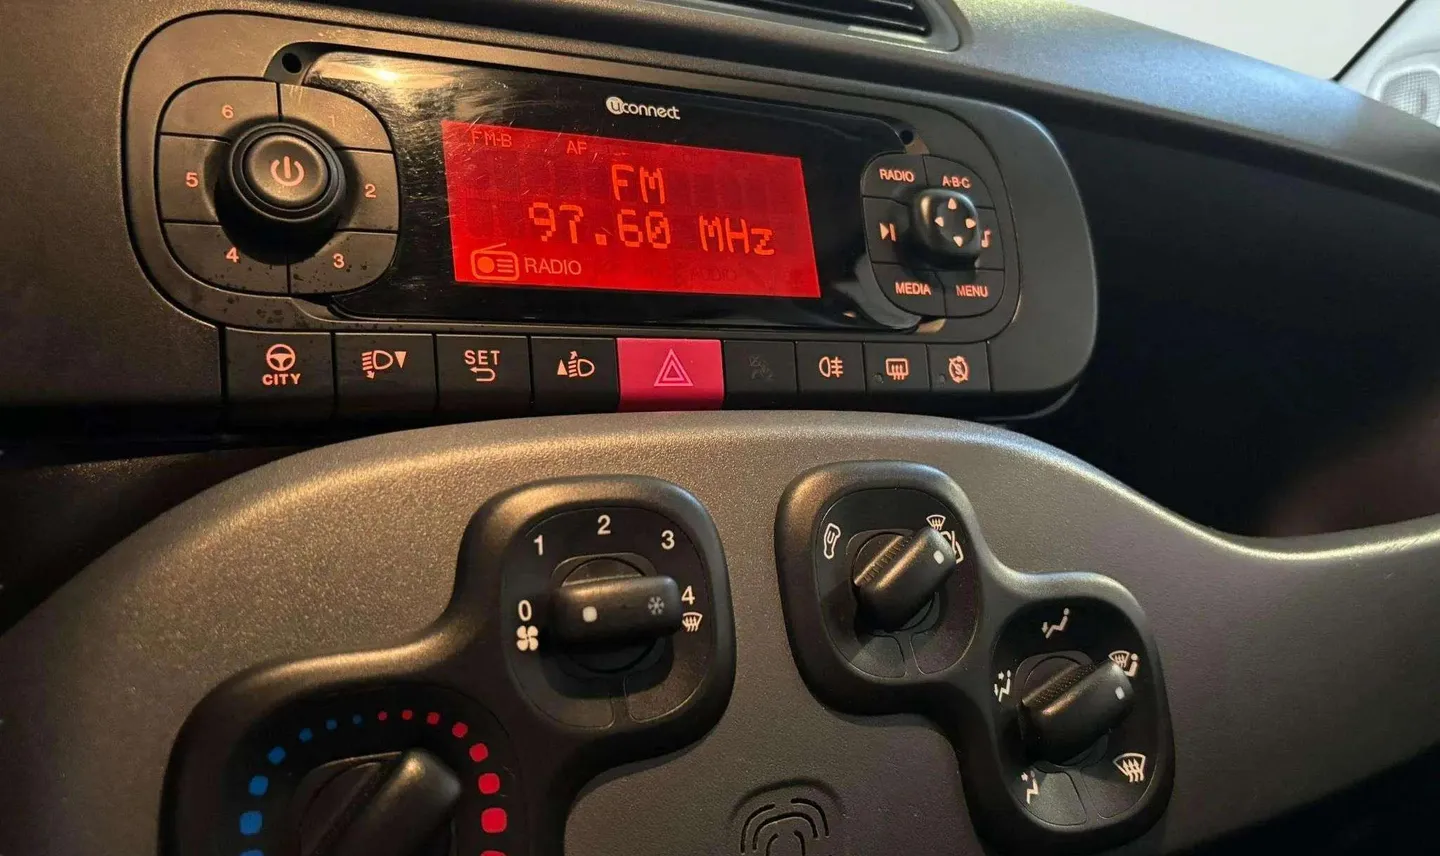 uconnect
FM-B AF
FM
97.60 MHz
RADIO
6 1
5 2
4 3
RADIO A·B·C
MEDIA MENU
CITY
SET
0 1 2 3 4